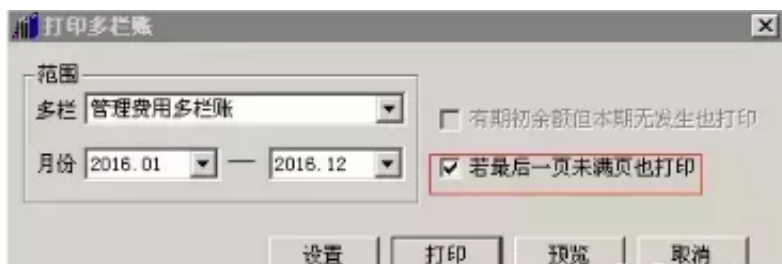 打印多栏账
范围
多栏 管理费用多栏账
有期初余额但本期无发生也打印
月份 2016.01 — 2016.12
若最后一页未满页也打印
设置 打印 预览 取消